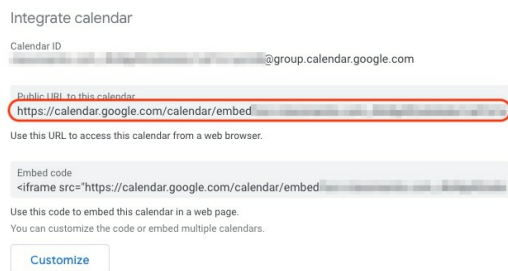 Integrate calendar
Calendar ID
@group.calendar.google.com
Public URL to this calendar
https://calendar.google.com/calendar/embed
Use this URL to access this calendar from a web browser.
Embed code
<iframe src="https://calendar.google.com/calendar/embed
Use this code to embed this calendar in a web page.
You can customize the code or embed multiple calendars.
Customize